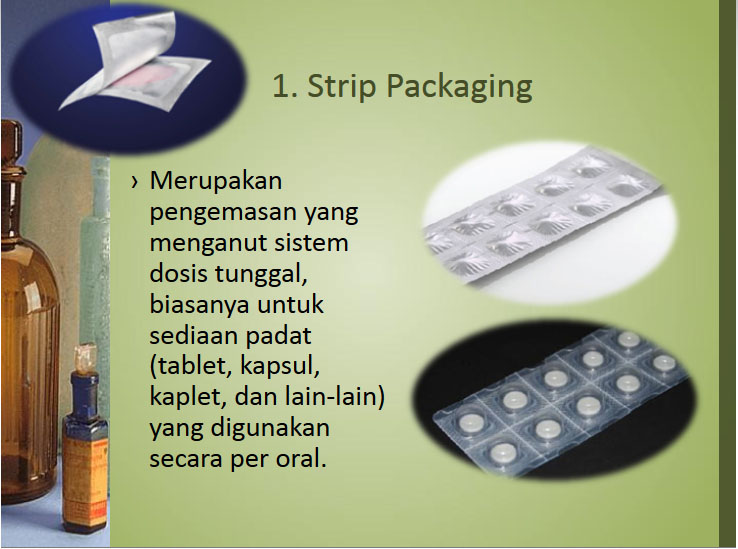 1. Strip Packaging
› Merupakan
pengemasan yang
menganut sistem
dosis tunggal,
biasanya untuk
sediaan padat
(tablet, kapsul,
kaplet, dan lain-lain)
yang digunakan
secara per oral.